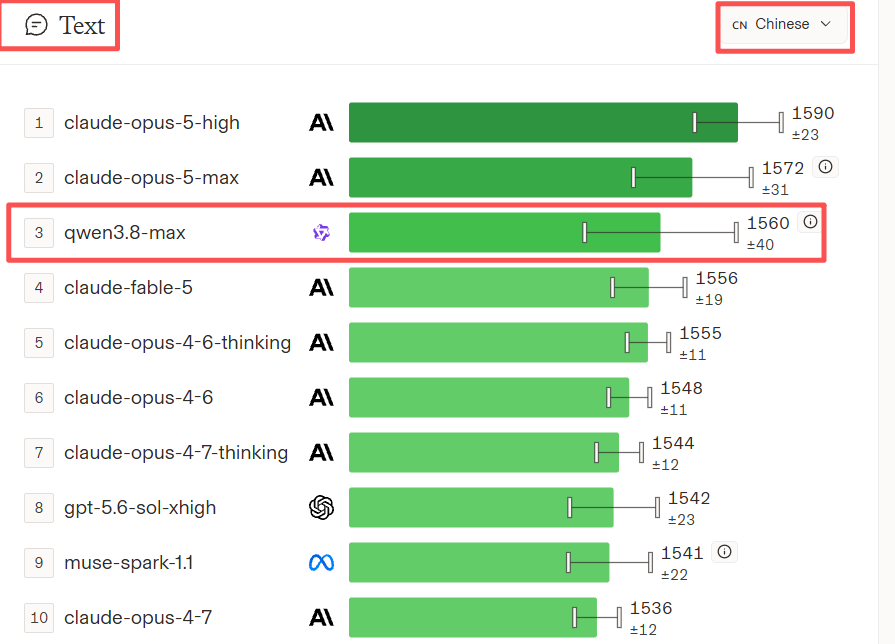 Text
CN Chinese
1 claude-opus-5-high 1590
±23
2 claude-opus-5-max 1572
±31
3 qwen3.8-max 1560
±40
4 claude-fable-5 1556
±19
5 claude-opus-4-6-thinking 1555
±11
6 claude-opus-4-6 1548
±11
7 claude-opus-4-7-thinking 1544
±12
8 gpt-5.6-sol-xhigh 1542
±23
9 muse-spark-1.1 1541
±22
10 claude-opus-4-7 1536
±12